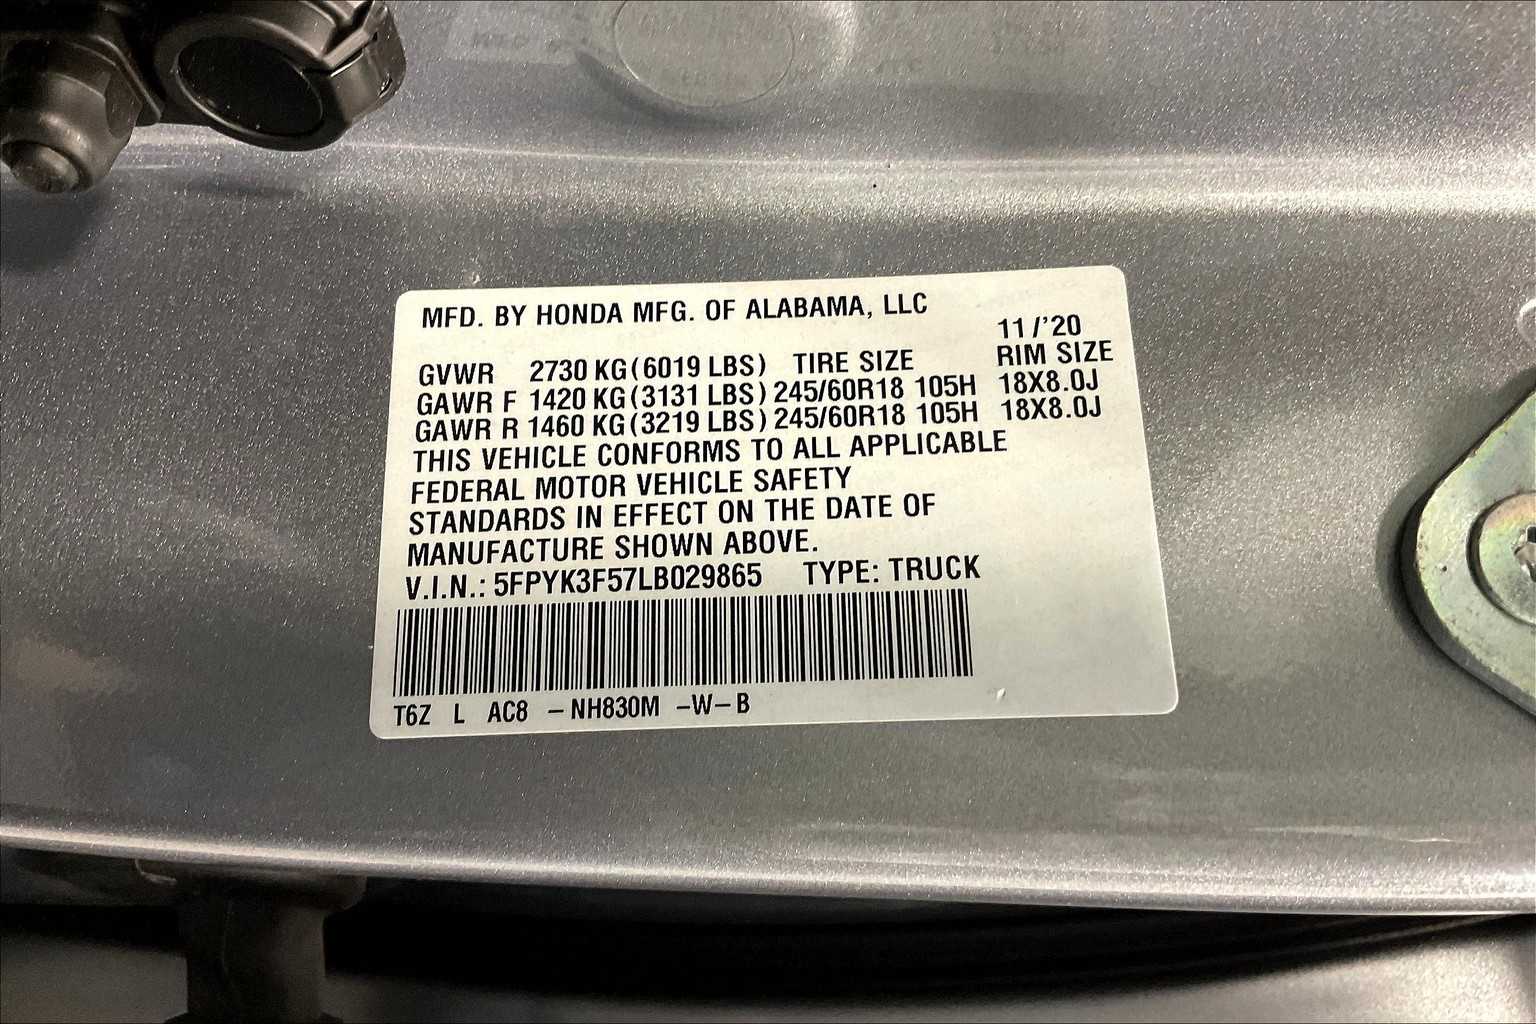 MFD. BY HONDA MFG. OF ALABAMA, LLC
11/'20
GVWR 2730 KG (6019 LBS) TIRE SIZE RIM SIZE
GAWR F 1420 KG (3131 LBS) 245/60R18 105H 18X8.0J
GAWR R 1460 KG (3219 LBS) 245/60R18 105H 18X8.0J
THIS VEHICLE CONFORMS TO ALL APPLICABLE
FEDERAL MOTOR VEHICLE SAFETY
STANDARDS IN EFFECT ON THE DATE OF
MANUFACTURE SHOWN ABOVE.
V.I.N.: 5FPYK3F57LB029865 TYPE: TRUCK
T6Z L AC8 -NH830M -W-B